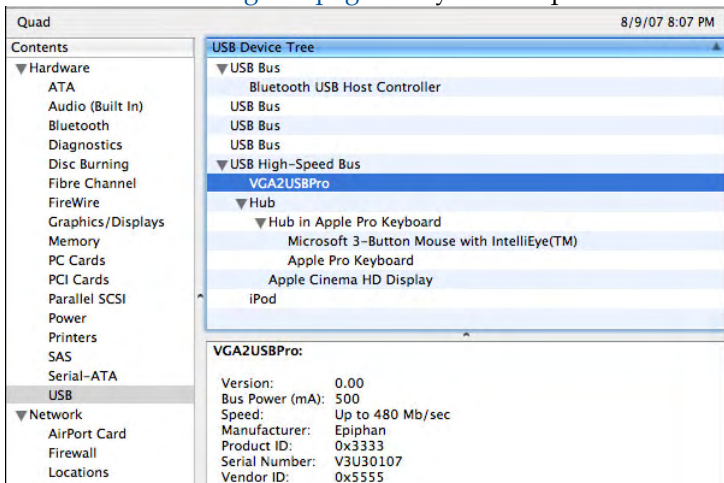 Quad 8/9/07 8:07 PM
Contents
Hardware
ATA
Audio (Built In)
Bluetooth
Diagnostics
Disc Burning
Fibre Channel
FireWire
Graphics/Displays
Memory
PC Cards
PCI Cards
Parallel SCSI
Power
Printers
SAS
Serial-ATA
USB
Network
AirPort Card
Firewall
Locations
USB Device Tree
USB Bus
Bluetooth USB Host Controller
USB Bus
USB Bus
USB Bus
USB High-Speed Bus
VGA2USBPro
Hub
Hub in Apple Pro Keyboard
Microsoft 3-Button Mouse with IntelliEye(TM)
Apple Pro Keyboard
Apple Cinema HD Display
iPod
VGA2USBPro:
Version: 0.00
Bus Power (mA): 500
Speed: Up to 480 Mb/sec
Manufacturer: Epiphan
Product ID: 0x3333
Serial Number: V3U30107
Vendor ID: 0x5555